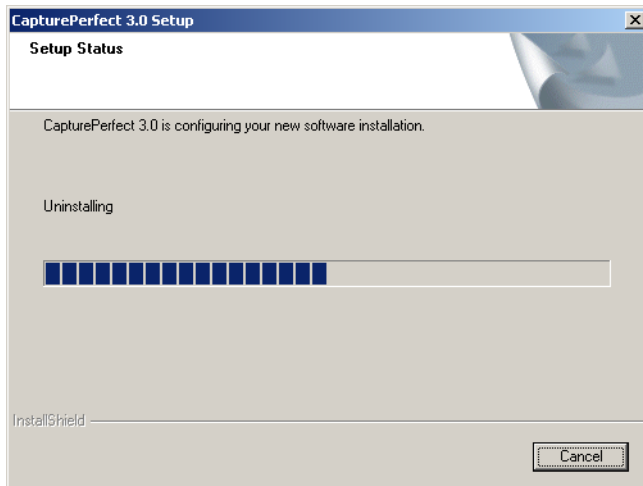 CapturePerfect 3.0 Setup
Setup Status
CapturePerfect 3.0 is configuring your new software installation.
Uninstalling
InstallShield
Cancel